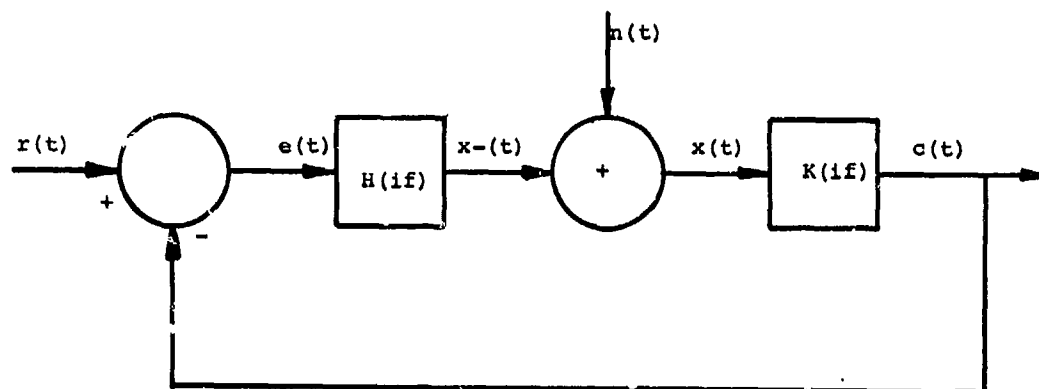 n(t)
r(t)
e(t)
x-(t)
x(t)
c(t)
H(if)
+
K(if)
+
-